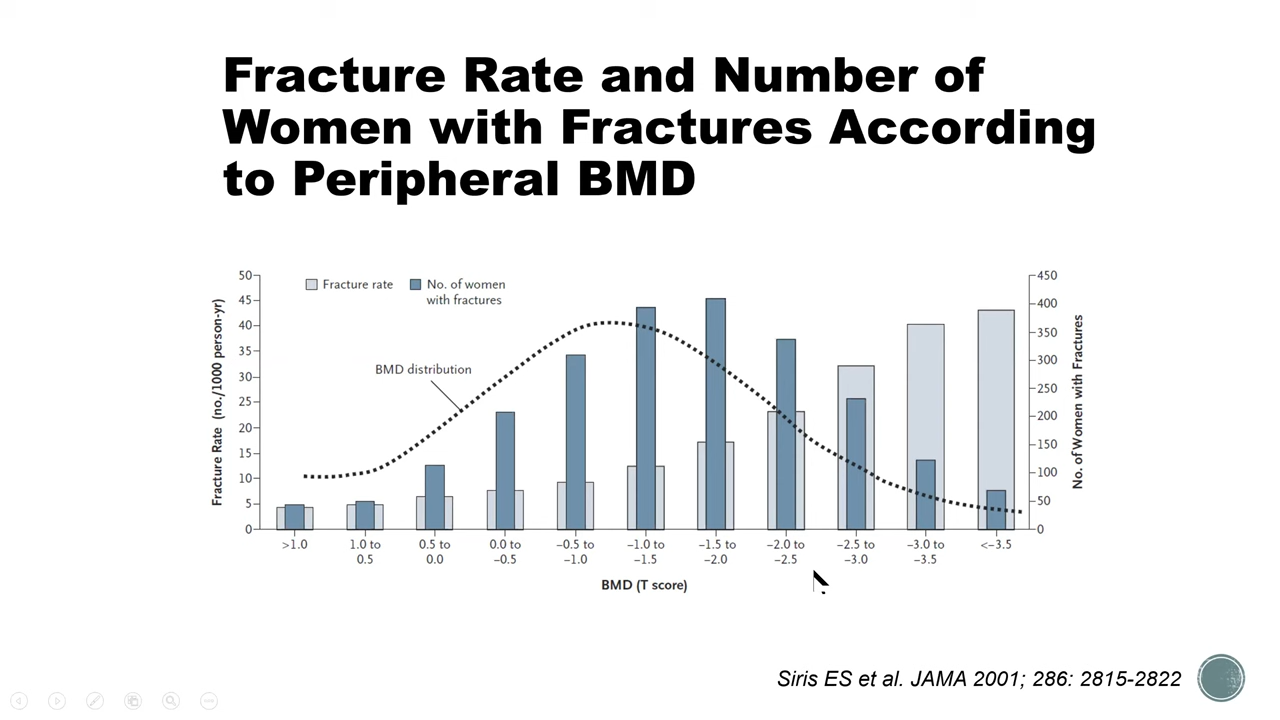 Fracture Rate and Number of
Women with Fractures According
to Peripheral BMD
Fracture rate
No. of women
with fractures
BMD distribution
Fracture Rate (no./1000 person-yr)
50
45
40
35
30
25
20
15
10
5
0
450
400
350
300
250
200
150
100
50
0
No. of Women with Fractures
>1.0
1.0 to
0.5
0.5 to
0.0
0.0 to
–0.5
–0.5 to
–1.0
–1.0 to
–1.5
–1.5 to
–2.0
–2.0 to
–2.5
–2.5 to
–3.0
–3.0 to
–3.5
<–3.5
BMD (T score)
Siris ES et al. JAMA 2001; 286: 2815-2822